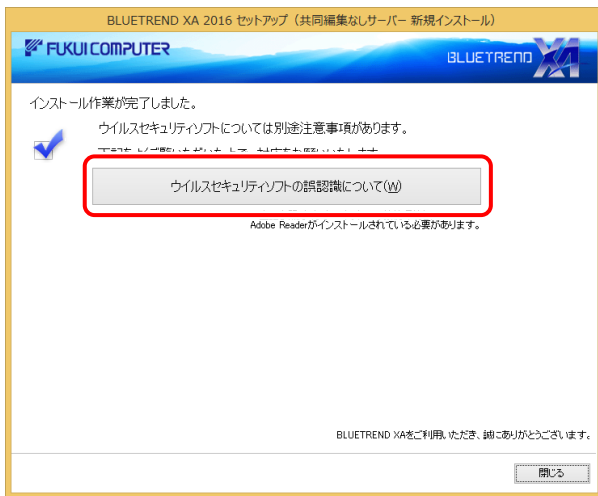 BLUETREND XA 2016 セットアップ（共同編集なしサーバー 新規インストール）
FUKUI COMPUTER
BLUETREND XA
インストール作業が完了しました。
ウイルスセキュリティソフトについては別途注意事項があります。
ウイルスセキュリティソフトの誤認識について(W)
Adobe Readerがインストールされている必要があります。
BLUETREND XAをご利用いただき、誠にありがとうございます。
閉じる